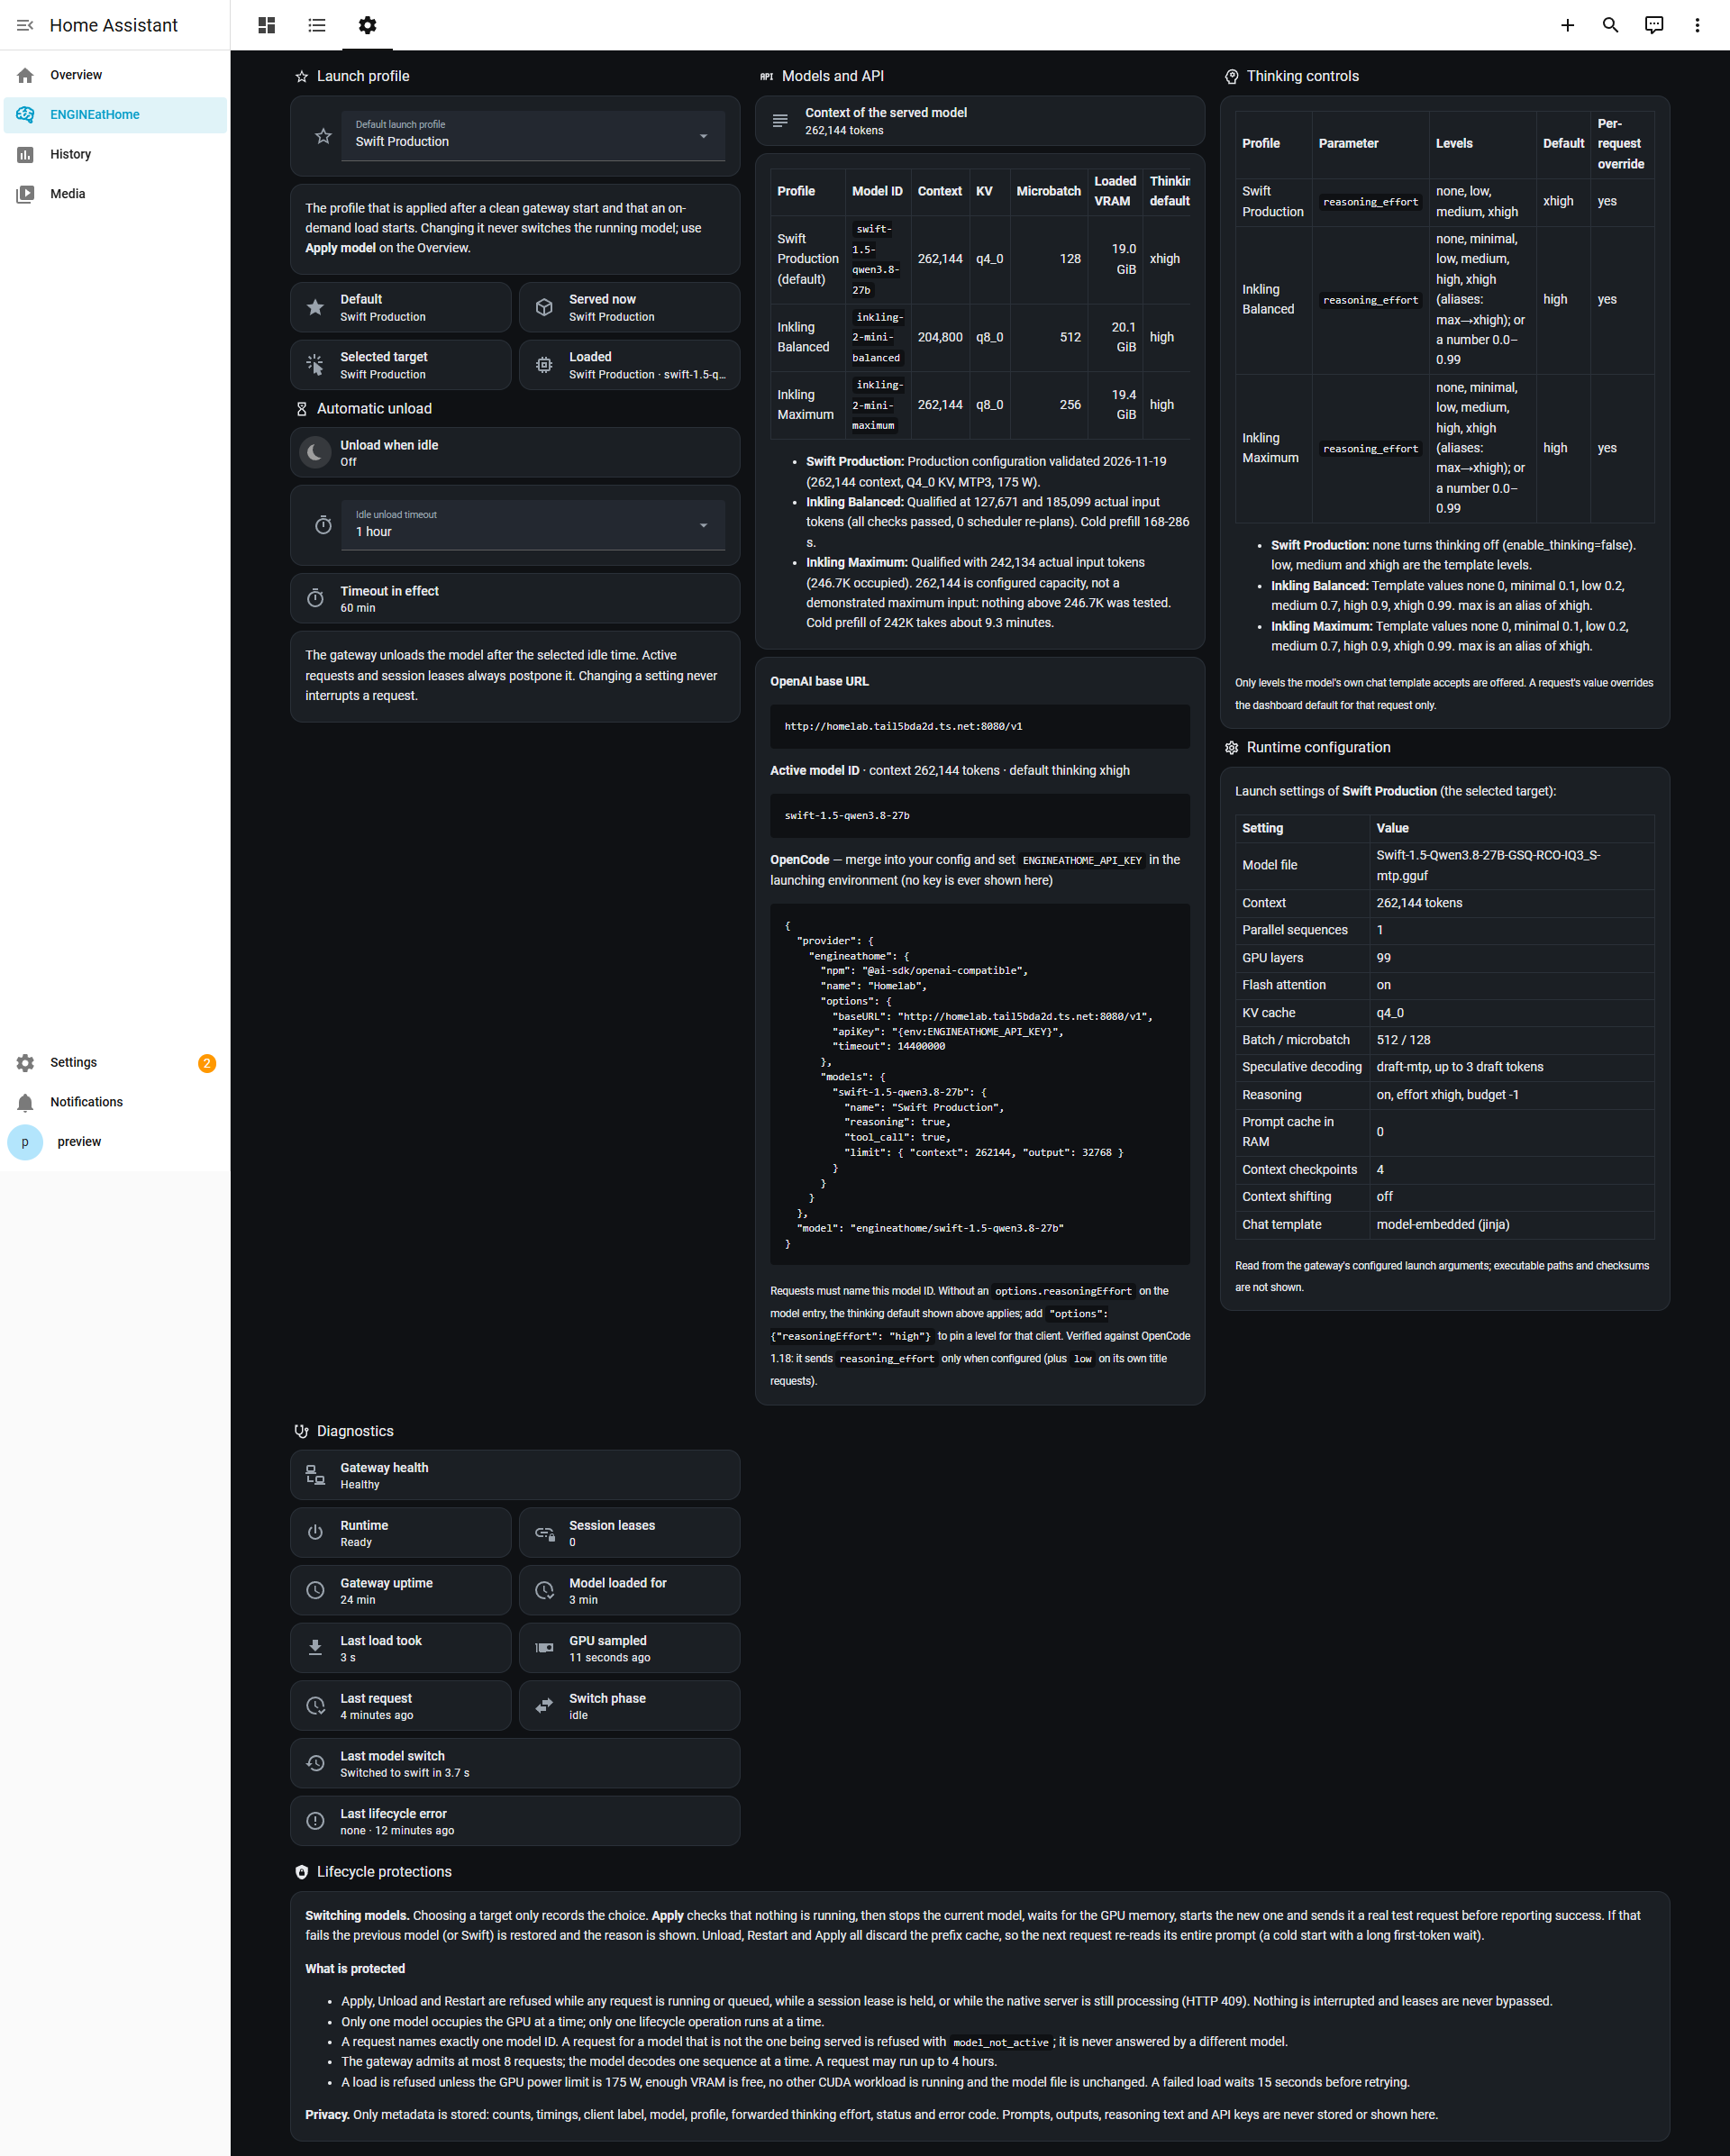 Home Assistant
Overview
ENGINEatHome
History
Media
Settings
2
Notifications
p
preview
Launch profile
Default launch profile
Swift Production
The profile that is applied after a clean gateway start and that an on-
demand load starts. Changing it never switches the running model; use
Apply model on the Overview.
Default
Swift Production
Served now
Swift Production
Selected target
Swift Production
Loaded
Swift Production · swift-1.5-q...
Automatic unload
Unload when idle
Off
Idle unload timeout
1 hour
Timeout in effect
60 min
The gateway unloads the model after the selected idle time. Active
requests and session leases always postpone it. Changing a setting never
interrupts a request.
API Models and API
Context of the served model
262,144 tokens
Profile Model ID Context KV Microbatch Loaded VRAM Thinkin default
Swift Production (default) swift-1.5-qwen3.8-27b 262,144 q4_0 128 19.0 GiB xhigh
Inkling Balanced inkling-2-mini-balanced 204,800 q8_0 512 20.1 GiB high
Inkling Maximum inkling-2-mini-maximum 262,144 q8_0 256 19.4 GiB high
• Swift Production: Production configuration validated 2026-11-19
(262,144 context, Q4_0 KV, MTP3, 175 W).
• Inkling Balanced: Qualified at 127,671 and 185,099 actual input
tokens (all checks passed, 0 scheduler re-plans). Cold prefill 168-286
s.
• Inkling Maximum: Qualified with 242,134 actual input tokens
(246.7K occupied). 262,144 is configured capacity, not a
demonstrated maximum input: nothing above 246.7K was tested.
Cold prefill of 242K takes about 9.3 minutes.
OpenAI base URL
http://homelab.tail5bda2d.ts.net:8080/v1
Active model ID · context 262,144 tokens · default thinking xhigh
swift-1.5-qwen3.8-27b
OpenCode — merge into your config and set ENGINEATHOME_API_KEY in the
launching environment (no key is ever shown here)
{
"provider": {
"engineathome": {
"npm": "@ai-sdk/openai-compatible",
"name": "Homelab",
"options": {
"baseURL": "http://homelab.tail5bda2d.ts.net:8080/v1",
"apiKey": "{env:ENGINEATHOME_API_KEY}",
"timeout": 14400000
},
"models": {
"swift-1.5-qwen3.8-27b": {
"name": "Swift Production",
"reasoning": true,
"tool_call": true,
"limit": { "context": 262144, "output": 32768 }
}
}
}
},
"model": "engineathome/swift-1.5-qwen3.8-27b"
}
Requests must name this model ID. Without an options.reasoningEffort on the
model entry, the thinking default shown above applies; add "options":
{"reasoningEffort": "high"} to pin a level for that client. Verified against OpenCode
1.18: it sends reasoning_effort only when configured (plus low on its own title
requests).
Thinking controls
Profile Parameter Levels Default Per-request override
Swift Production reasoning_effort none, low, medium, xhigh xhigh yes
Inkling Balanced reasoning_effort none, minimal, low, medium, high, xhigh (aliases: max→xhigh); or a number 0.0–0.99 high yes
Inkling Maximum reasoning_effort none, minimal, low, medium, high, xhigh (aliases: max→xhigh); or a number 0.0–0.99 high yes
• Swift Production: none turns thinking off (enable_thinking=false).
low, medium and xhigh are the template levels.
• Inkling Balanced: Template values none 0, minimal 0.1, low 0.2,
medium 0.7, high 0.9, xhigh 0.99. max is an alias of xhigh.
• Inkling Maximum: Template values none 0, minimal 0.1, low 0.2,
medium 0.7, high 0.9, xhigh 0.99. max is an alias of xhigh.
Only levels the model's own chat template accepts are offered. A request's value overrides
the dashboard default for that request only.
Runtime configuration
Launch settings of Swift Production (the selected target):
Setting Value
Model file Swift-1.5-Qwen3.8-27B-GSQ-RCO-IQ3_S-mtp.gguf
Context 262,144 tokens
Parallel sequences 1
GPU layers 99
Flash attention on
KV cache q4_0
Batch / microbatch 512 / 128
Speculative decoding draft-mtp, up to 3 draft tokens
Reasoning on, effort xhigh, budget -1
Prompt cache in RAM 0
Context checkpoints 4
Context shifting off
Chat template model-embedded (jinja)
Read from the gateway's configured launch arguments; executable paths and checksums
are not shown.
Diagnostics
Gateway health
Healthy
Runtime
Ready
Session leases
0
Gateway uptime
24 min
Model loaded for
3 min
Last load took
3 s
GPU sampled
11 seconds ago
Last request
4 minutes ago
Switch phase
idle
Last model switch
Switched to swift in 3.7 s
Last lifecycle error
none · 12 minutes ago
Lifecycle protections
Switching models. Choosing a target only records the choice. Apply checks that nothing is running, then stops the current model, waits for the GPU memory, starts the new one and sends it a real test request before reporting success. If that
fails the previous model (or Swift) is restored and the reason is shown. Unload, Restart and Apply all discard the prefix cache, so the next request re-reads its entire prompt (a cold start with a long first-token wait).
What is protected
• Apply, Unload and Restart are refused while any request is running or queued, while a session lease is held, or while the native server is still processing (HTTP 409). Nothing is interrupted and leases are never bypassed.
• Only one model occupies the GPU at a time; only one lifecycle operation runs at a time.
• A request names exactly one model ID. A request for a model that is not the one being served is refused with model_not_active; it is never answered by a different model.
• The gateway admits at most 8 requests; the model decodes one sequence at a time. A request may run up to 4 hours.
• A load is refused unless the GPU power limit is 175 W, enough VRAM is free, no other CUDA workload is running and the model file is unchanged. A failed load waits 15 seconds before retrying.
Privacy. Only metadata is stored: counts, timings, client label, model, profile, forwarded thinking effort, status and error code. Prompts, outputs, reasoning text and API keys are never stored or shown here.